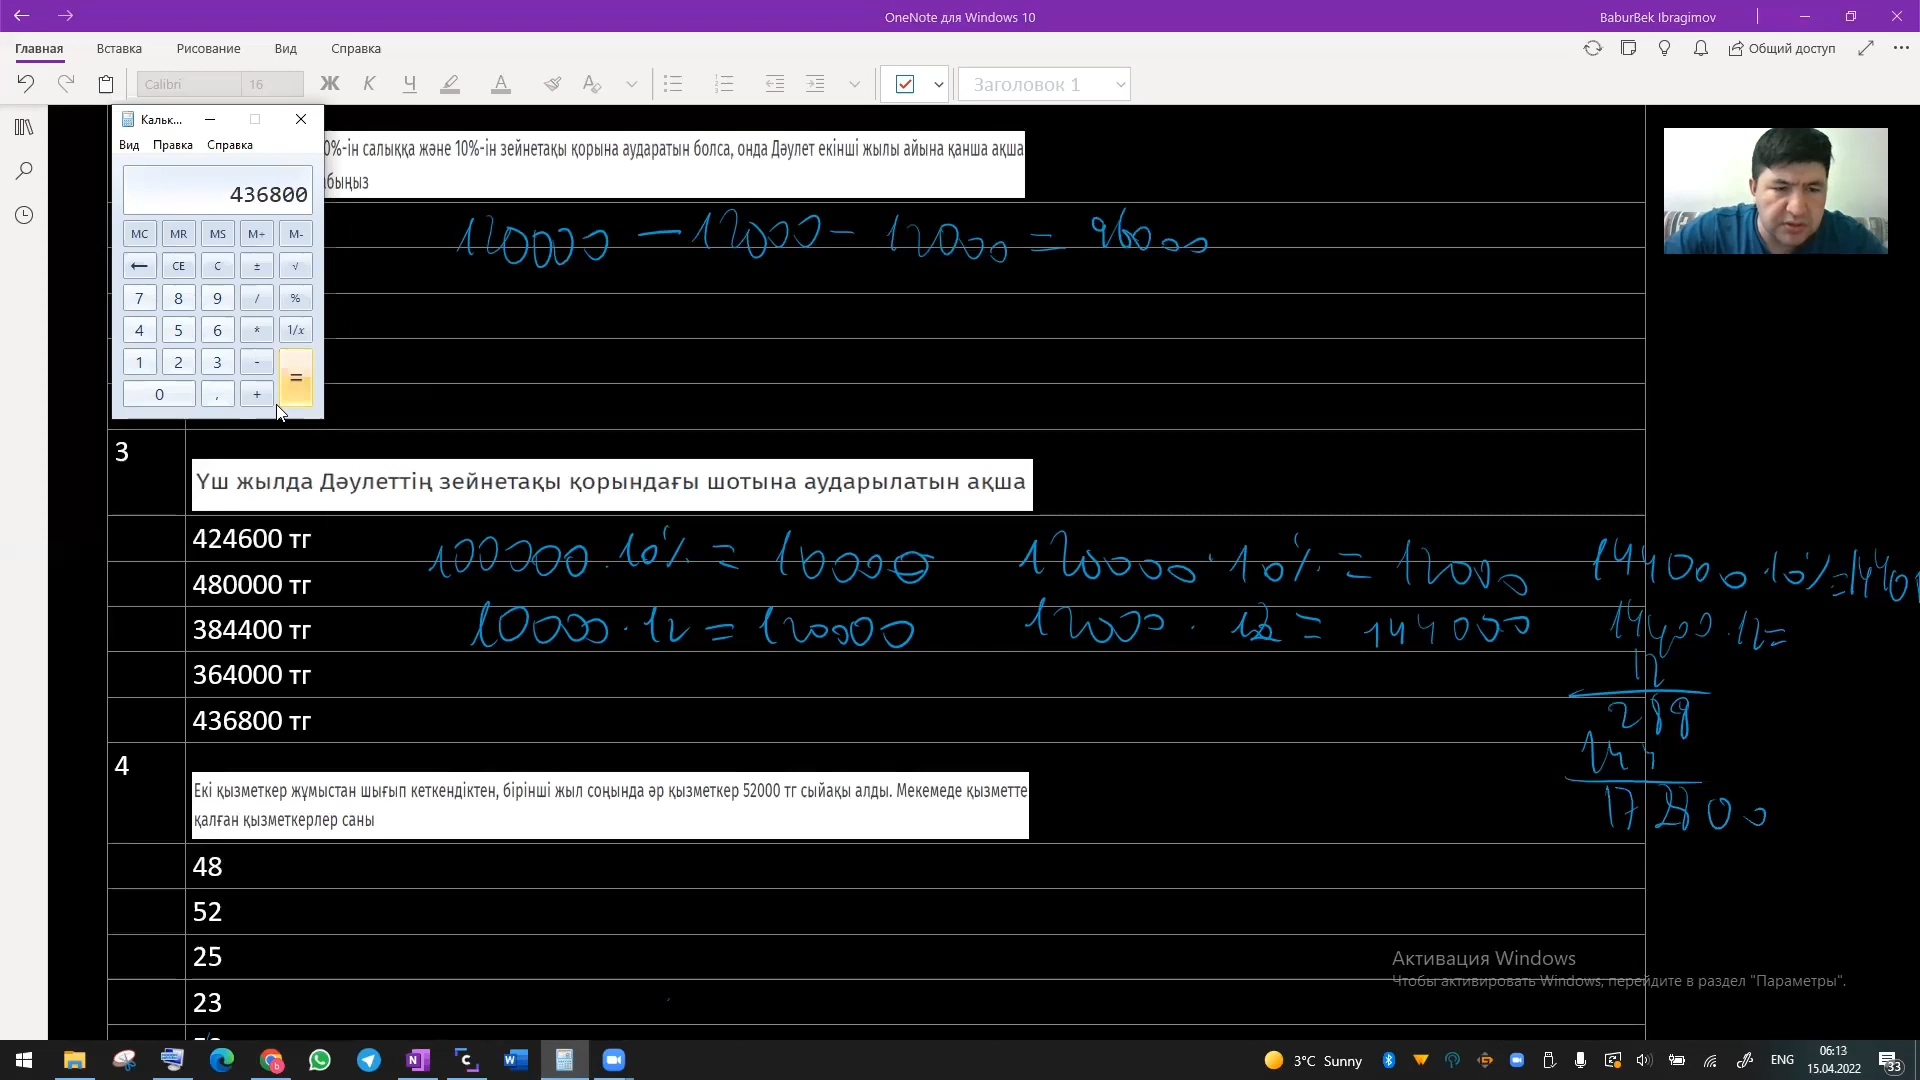 OneNote для Windows 10
BaburBek Ibragimov
Главная Вставка Рисование Вид Справка
Общий доступ
Calibri 16 Ж К Ч А Заголовок 1
Кальк...
Вид Правка Справка
436800
MC MR MS M+ M-
CE C ± √
7 8 9 / %
4 5 6 * 1/x
1 2 3 - =
0 , +
0%-ін салыққа және 10%-ін зейнетақы қорына аударатын болса, онда Дәулет екінші жылы айына қанша ақша
абыңыз
120000 - 12000 - 12000 = 96000
3
Үш жылда Дәулеттің зейнетақы қорындағы шотына аударылатын ақша
424600 тг
480000 тг
384400 тг
364000 тг
436800 тг
100000 · 10% = 10000
10000 · 12 = 120000
120000 · 10% = 12000
12000 · 12 = 144000
144000 · 10% = 1440
14400 · 12 =
12
288
144
172800
4
Екі қызметкер жұмыстан шығып кеткендіктен, бірінші жыл соңында әр қызметкер 52000 тг сыйақы алды. Мекемеде қызметте
қалған қызметкерлер саны
48
52
25
23
Активация Windows
Чтобы активировать Windows, перейдите в раздел "Параметры".
3°C Sunny
ENG
06:13
15.04.2022
33